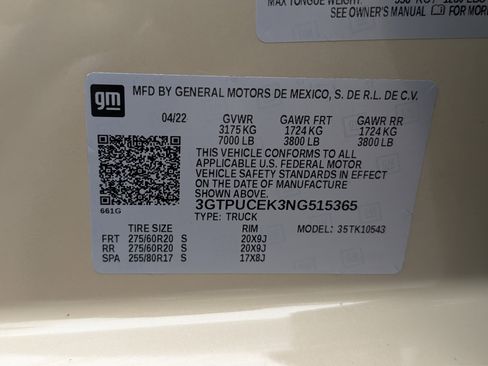 MAX TONGUE WEIGHT:
SEE OWNER'S MANUAL FOR MOR
gm
MFD BY GENERAL MOTORS DE MEXICO, S. DE R.L. DE C.V.
04/22 GVWR GAWR FRT GAWR RR
3175 KG 1724 KG 1724 KG
7000 LB 3800 LB 3800 LB
THIS VEHICLE CONFORMS TO ALL
APPLICABLE U.S. FEDERAL MOTOR
VEHICLE SAFETY STANDARDS IN EFFECT
ON THE DATE OF MANUFACTURE SHOWN ABOVE.
3GTPUCEK3NG515365
661G
TYPE: TRUCK
TIRE SIZE RIM MODEL: 35TK10543
FRT 275/60R20 S 20X9J
RR 275/60R20 S 20X9J
SPA 255/80R17 S 17X8J